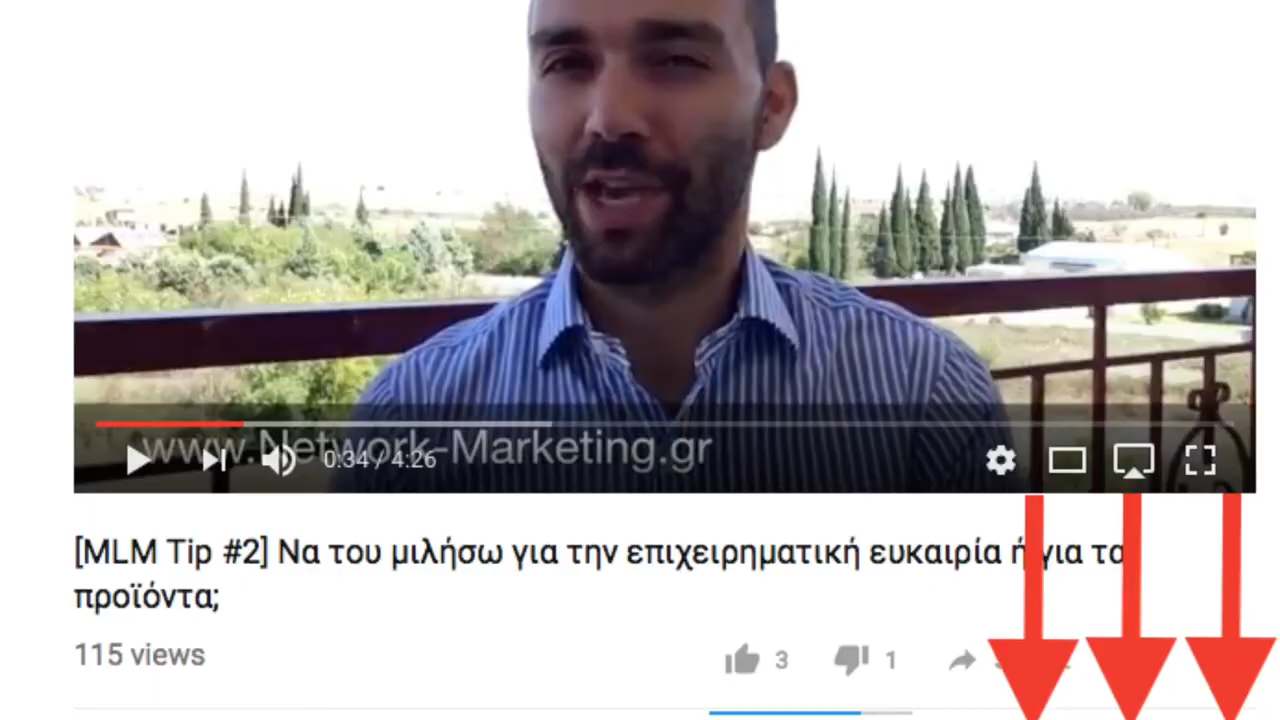 www.Network-Marketing.gr
0:34 / 4:26
[MLM Tip #2] Να του μιλήσω για την επιχειρηματική ευκαιρία ή για τα
προϊόντα;
115 views
3
1